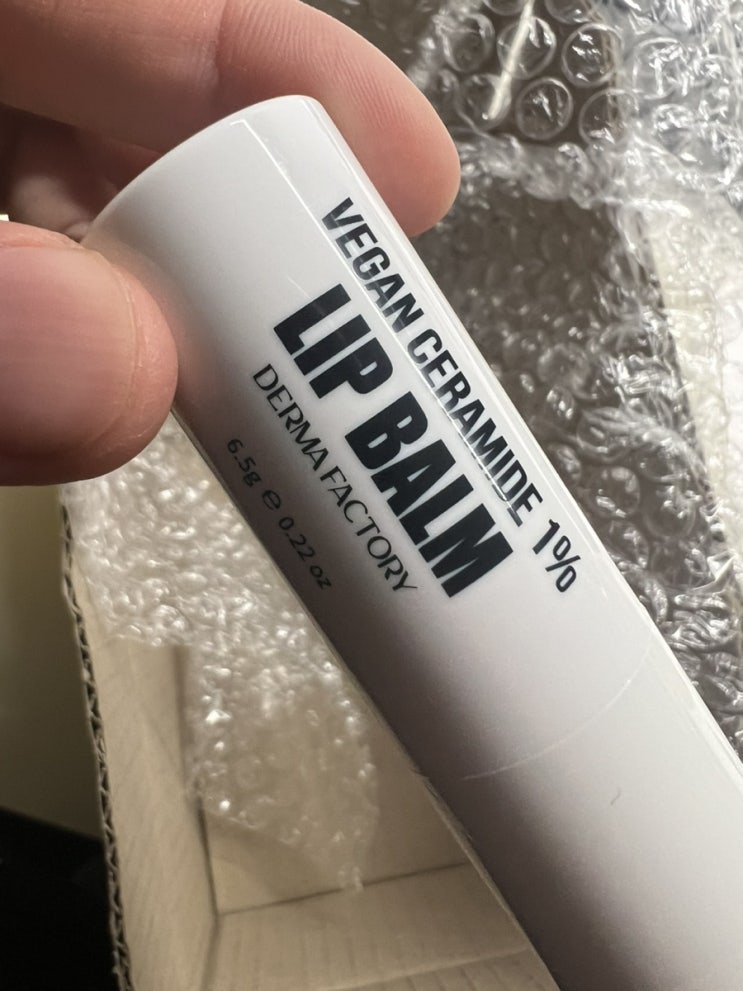 VEGAN CERAMIDE 1%
LIP BALM
DERMA FACTORY
6.5g ℮ 0.22 oz